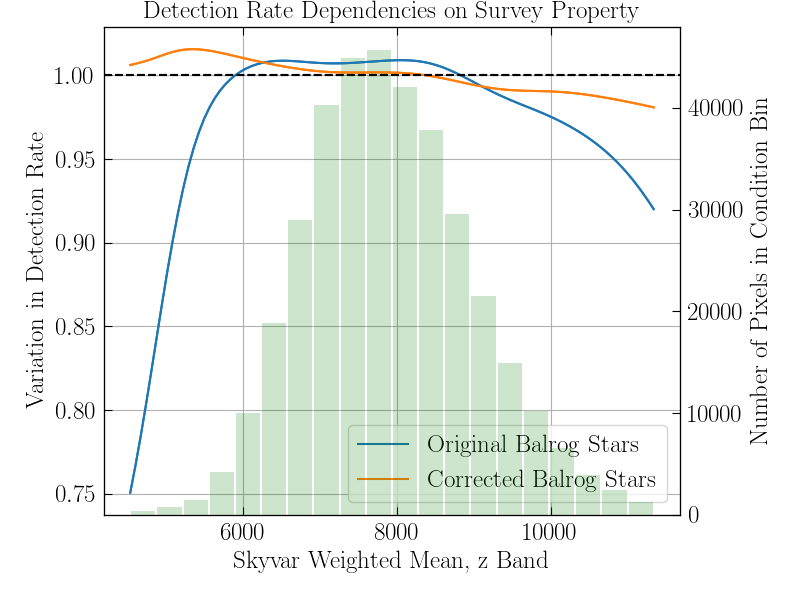 Detection Rate Dependencies on Survey Property
Variation in Detection Rate
1.00
0.95
0.90
0.85
0.80
0.75
40000
30000
20000
10000
0
Number of Pixels in Condition Bin
Original Balrog Stars
Corrected Balrog Stars
6000 8000 10000
Skyvar Weighted Mean, z Band